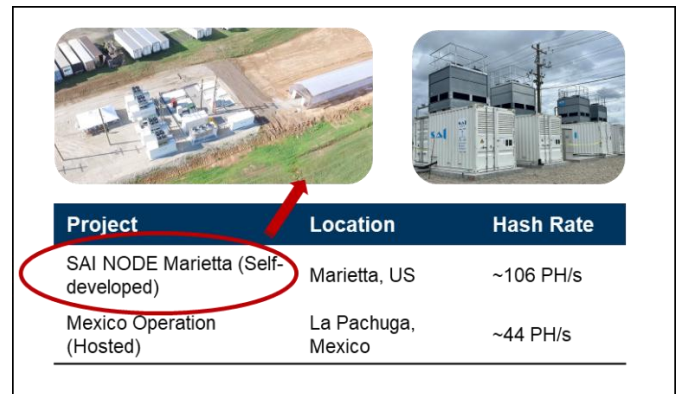 SAI
Project Location Hash Rate
SAI NODE Marietta (Self-
developed) Marietta, US ~106 PH/s
Mexico Operation
(Hosted) La Pachuga,
Mexico ~44 PH/s